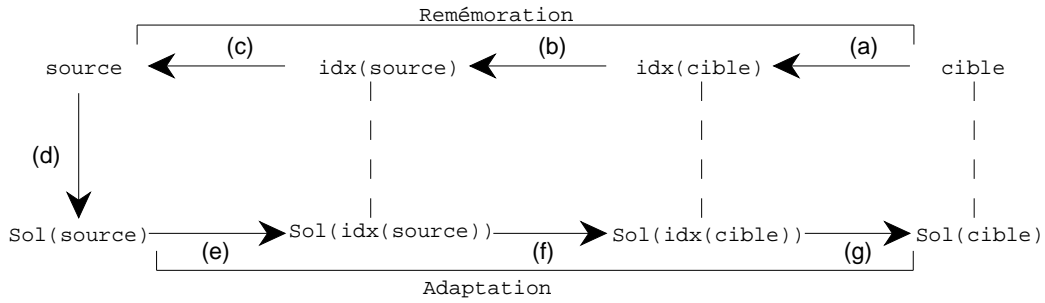 Remémoration
(c) (b) (a)
source idx(source) idx(cible) cible
(d)
Sol(source) Sol(idx(source)) Sol(idx(cible)) Sol(cible)
(e) (f) (g)
Adaptation